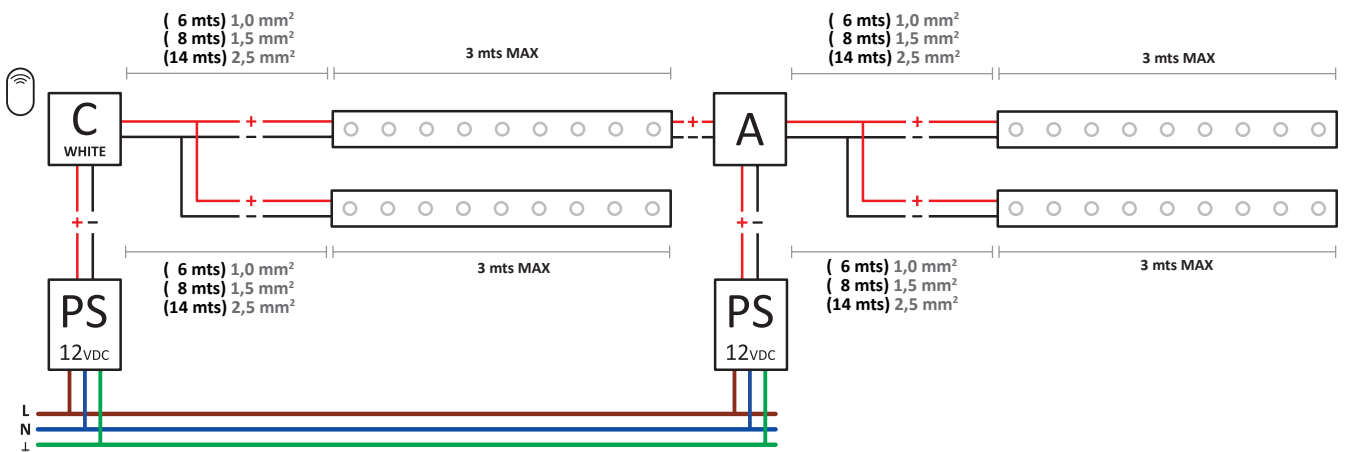 ( 6 mts) 1,0 mm²
( 8 mts) 1,5 mm²
(14 mts) 2,5 mm²
3 mts MAX
( 6 mts) 1,0 mm²
( 8 mts) 1,5 mm²
(14 mts) 2,5 mm²
3 mts MAX
C
WHITE
+
–
+
–
A
+
–
+
–
+
–
+
–
+
–
( 6 mts) 1,0 mm²
( 8 mts) 1,5 mm²
(14 mts) 2,5 mm²
3 mts MAX
( 6 mts) 1,0 mm²
( 8 mts) 1,5 mm²
(14 mts) 2,5 mm²
3 mts MAX
PS
12VDC
PS
12VDC
L
N
⊥